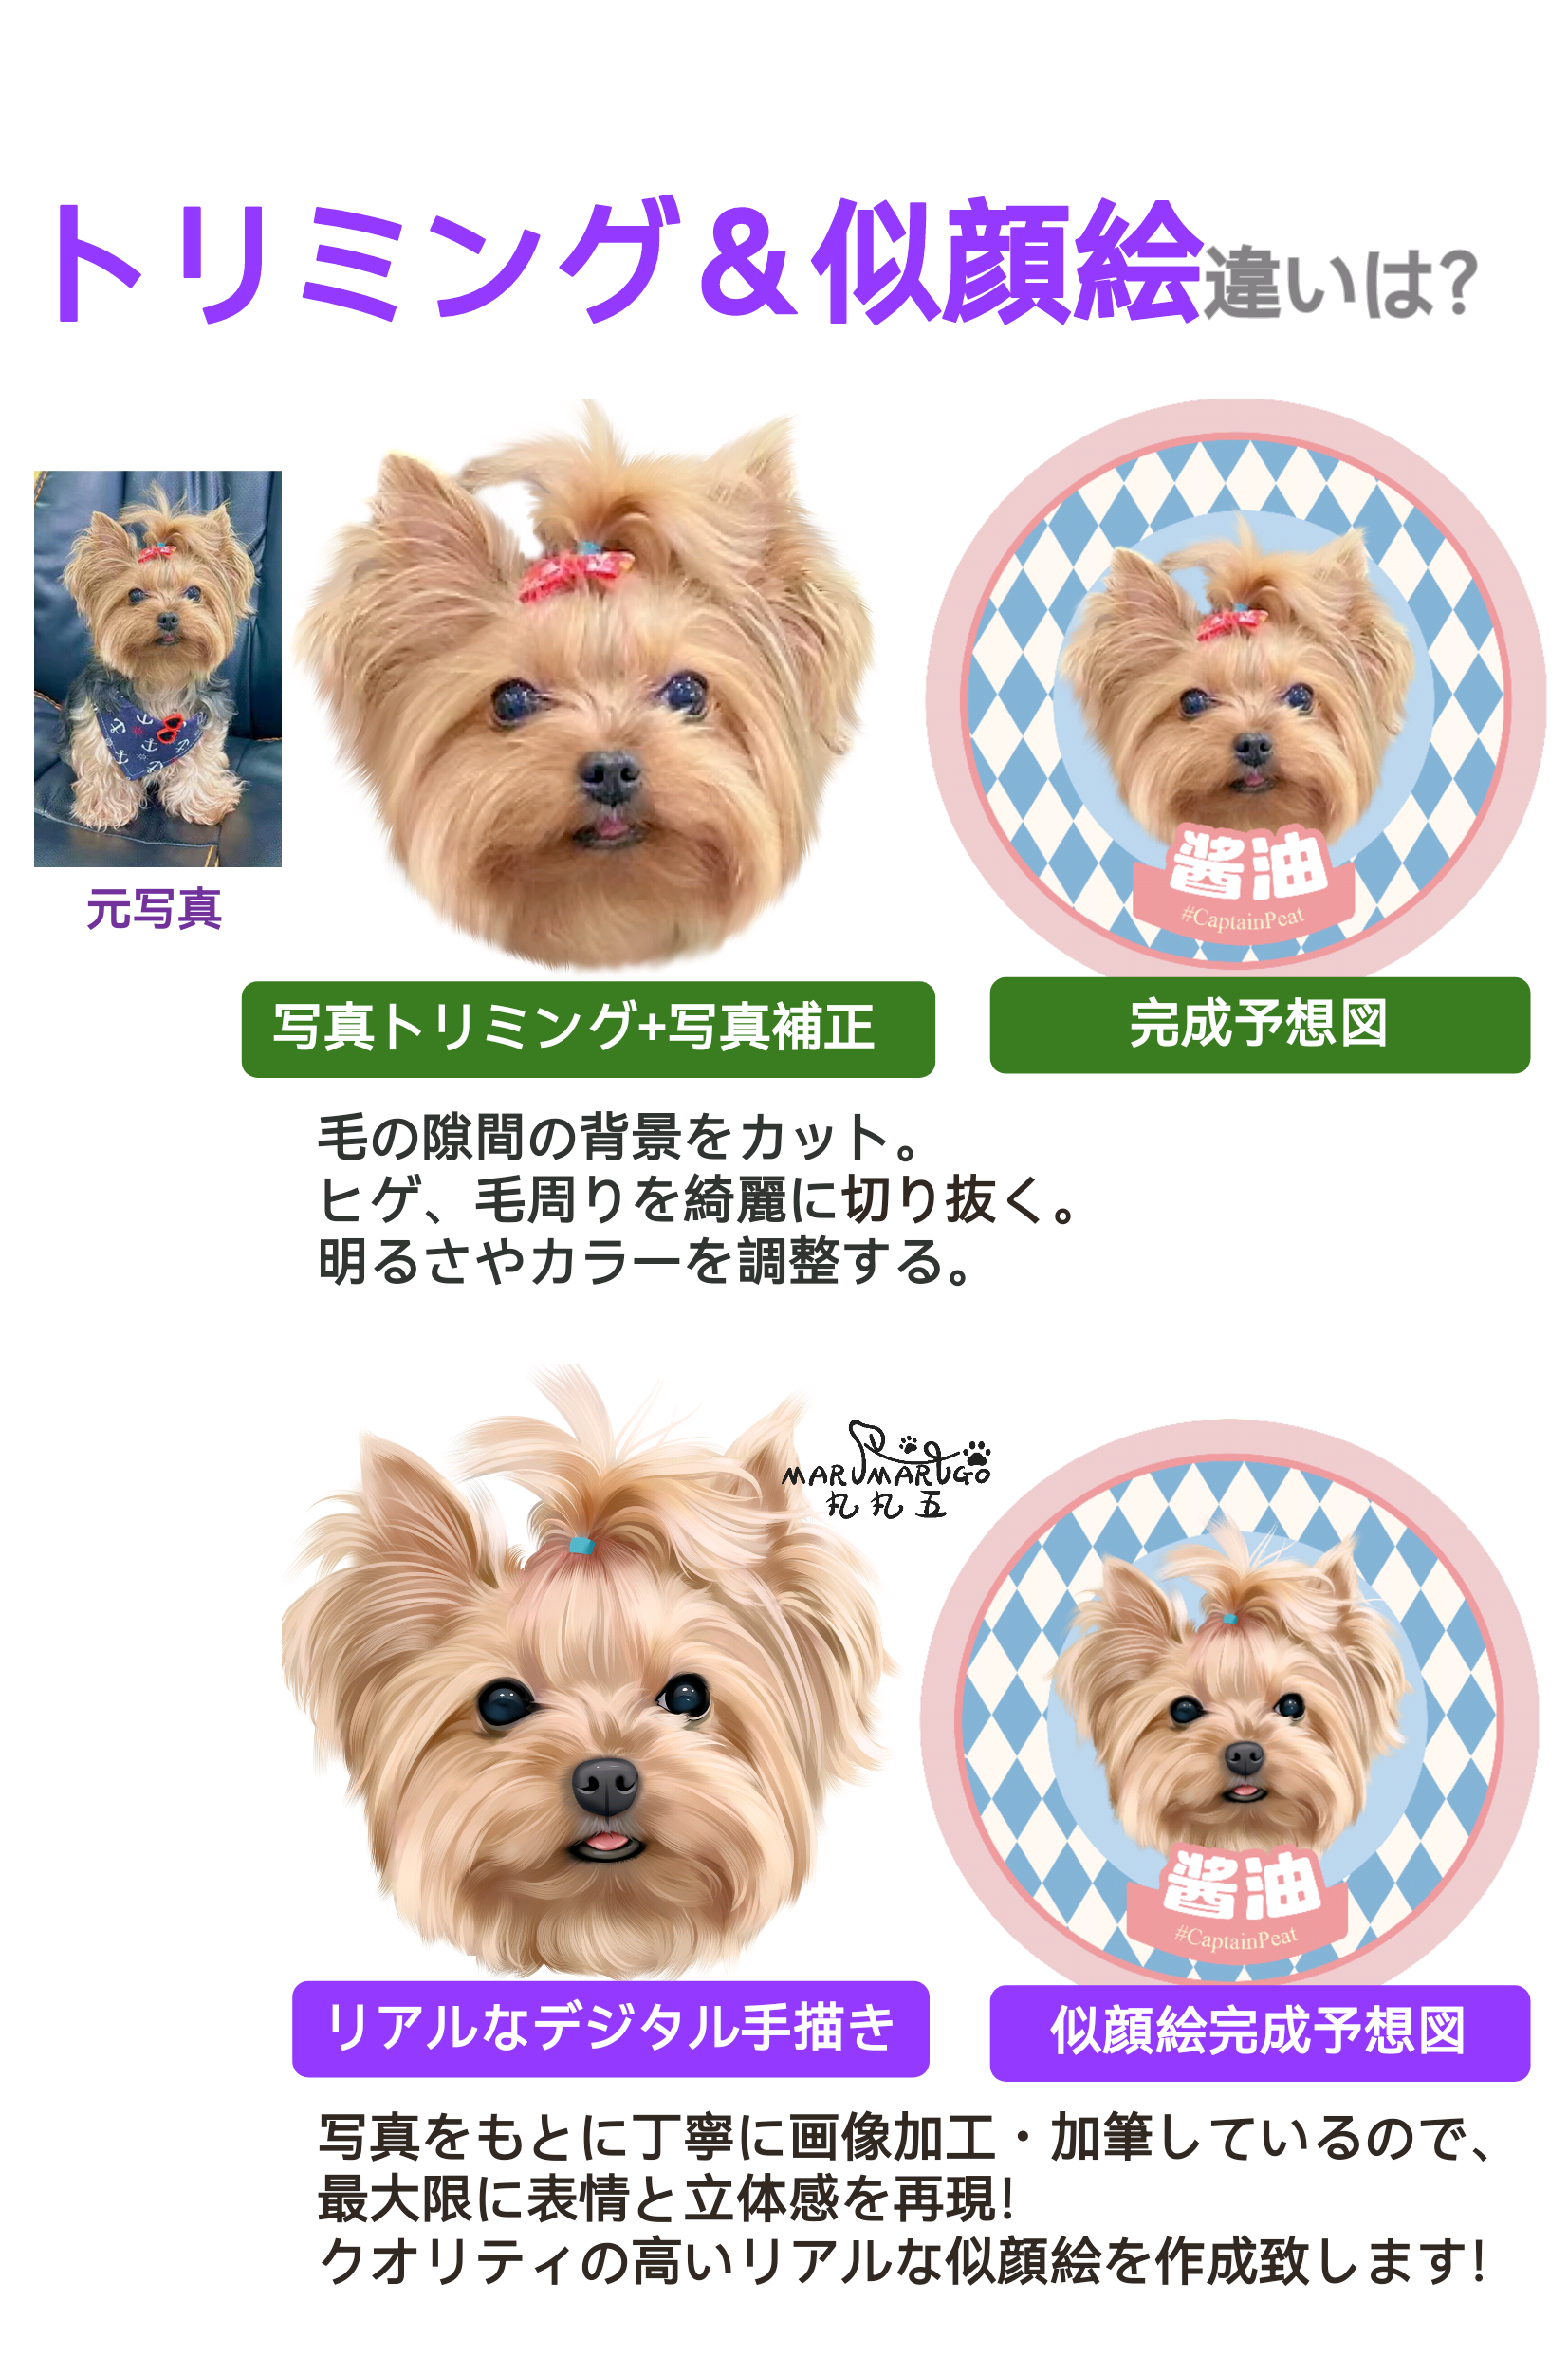 トリミング&似顔絵違いは?
元写真
醤油
#CaptainPeat
写真トリミング+写真補正
完成予想図
毛の隙間の背景をカット。
ヒゲ、毛周りを綺麗に切り抜く。
明るさやカラーを調整する。
MARUMARUGO
丸丸五
醤油
#CaptainPeat
リアルなデジタル手描き
似顔絵完成予想図
写真をもとに丁寧に画像加工・加筆しているので、
最大限に表情と立体感を再現!
クオリティの高いリアルな似顔絵を作成致します!